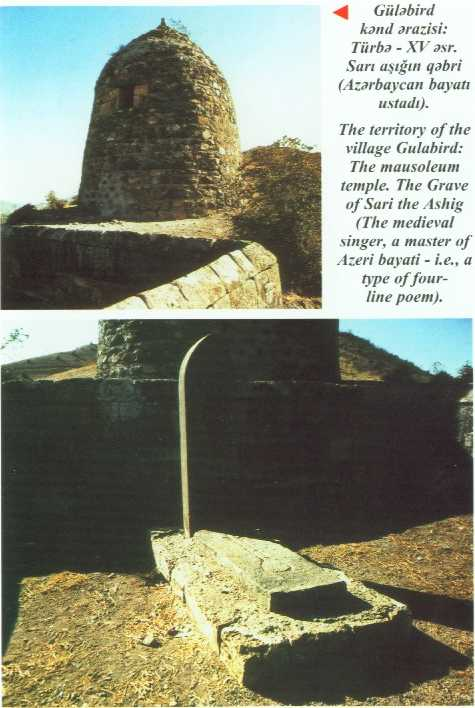 Güləbird
kənd ərazisi:
Türbə - XV əsr.
Sarı aşığın qəbri
(Azərbaycan bayatı
ustadı).
The territory of the
village Gulabird:
The mausoleum
temple. The Grave
of Sari the Ashig
(The medieval
singer, a master of
Azeri bayati - i.e., a
type of four-
line poem).